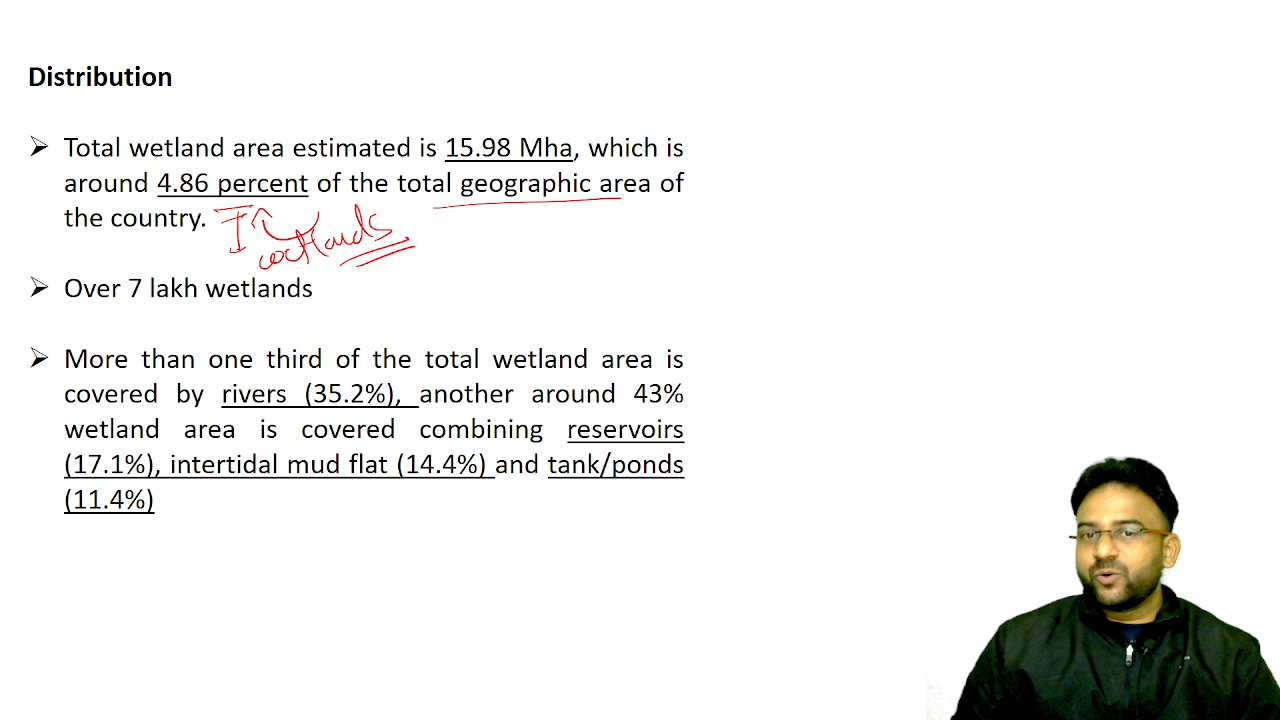 Distribution
➢ Total wetland area estimated is 15.98 Mha, which is
around 4.86 percent of the total geographic area of
the country.
wetlands
➢ Over 7 lakh wetlands
➢ More than one third of the total wetland area is
covered by rivers (35.2%), another around 43%
wetland area is covered combining reservoirs
(17.1%), intertidal mud flat (14.4%) and tank/ponds
(11.4%)